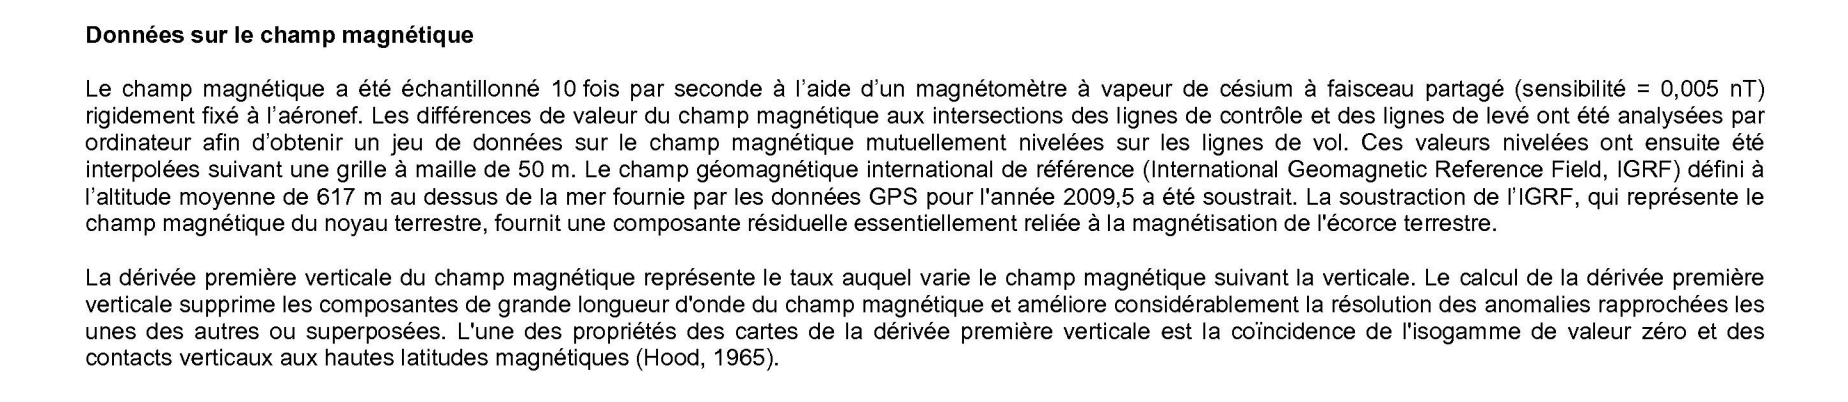 Données sur le champ magnétique
Le champ magnétique a été échantillonné 10 fois par seconde à l’aide d’un magnétomètre à vapeur de césium à faisceau partagé (sensibilité = 0,005 nT)
rigidement fixé à l’aéronef. Les différences de valeur du champ magnétique aux intersections des lignes de contrôle et des lignes de levé ont été analysées par
ordinateur afin d’obtenir un jeu de données sur le champ magnétique mutuellement nivelées sur les lignes de vol. Ces valeurs nivelées ont ensuite été
interpolées suivant une grille à maille de 50 m. Le champ géomagnétique international de référence (International Geomagnetic Reference Field, IGRF) défini à
l’altitude moyenne de 617 m au dessus de la mer fournie par les données GPS pour l'année 2009,5 a été soustrait. La soustraction de l’IGRF, qui représente le
champ magnétique du noyau terrestre, fournit une composante résiduelle essentiellement reliée à la magnétisation de l'écorce terrestre.
La dérivée première verticale du champ magnétique représente le taux auquel varie le champ magnétique suivant la verticale. Le calcul de la dérivée première
verticale supprime les composantes de grande longueur d'onde du champ magnétique et améliore considérablement la résolution des anomalies rapprochées les
unes des autres ou superposées. L'une des propriétés des cartes de la dérivée première verticale est la coïncidence de l'isogamme de valeur zéro et des
contacts verticaux aux hautes latitudes magnétiques (Hood, 1965).